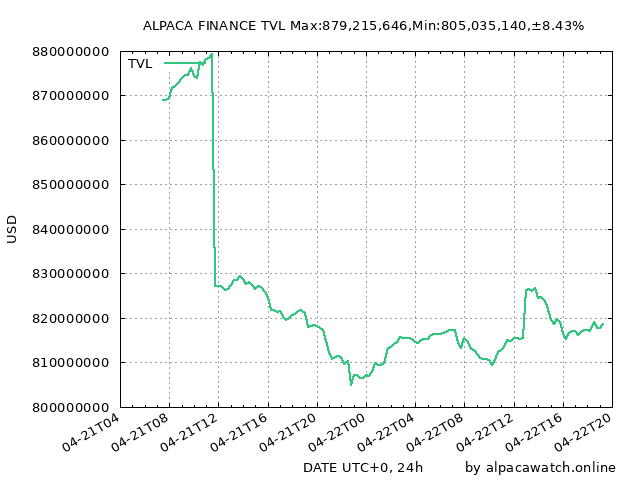 ALPACA FINANCE TVL Max:879,215,646,Min:805,035,140,±8.43%
TVL
880000000
870000000
860000000
850000000
840000000
830000000
820000000
810000000
800000000
USD
04-21T04
04-21T08
04-21T12
04-21T16
04-21T20
04-22T00
04-22T04
04-22T08
04-22T12
04-22T16
04-22T20
DATE UTC+0, 24h
by alpacawatch.online